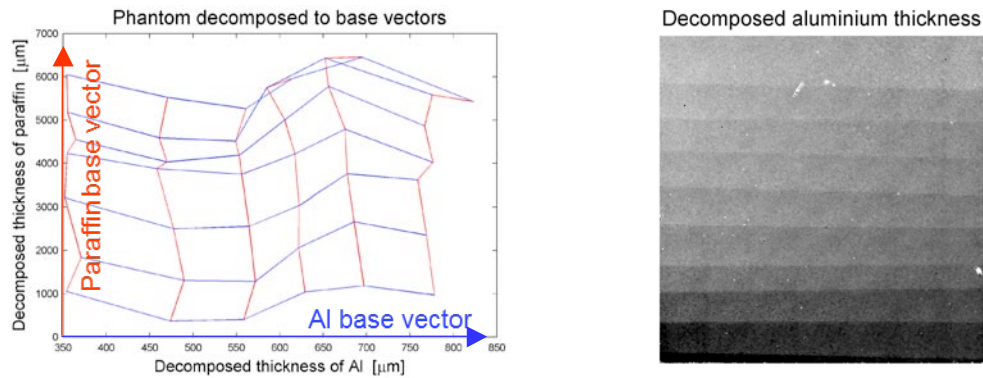 Phantom decomposed to base vectors
Decomposed aluminium thickness
7000
6000
5000
4000
3000
2000
1000
0
Decomposed thickness of paraffin [µm]
Paraffin base vector
Al base vector
350 400 450 500 550 600 650 700 750 800 850
Decomposed thickness of Al [µm]